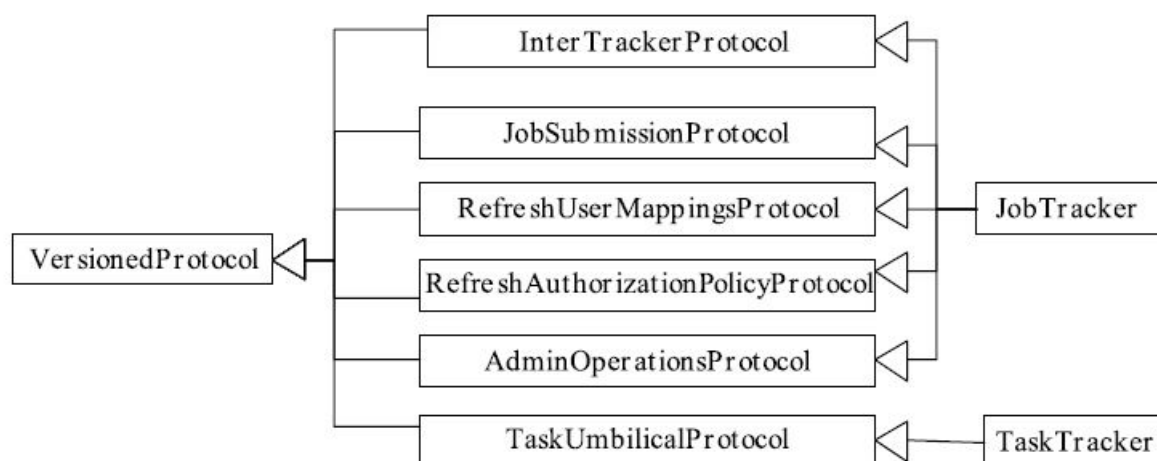 InterTrackerProtocol
JobSubmissionProtocol
RefreshUserMappingsProtocol
JobTracker
VersionedProtocol
RefreshAuthorizationPolicyProtocol
AdminOperationsProtocol
TaskUmbilicalProtocol
TaskTracker